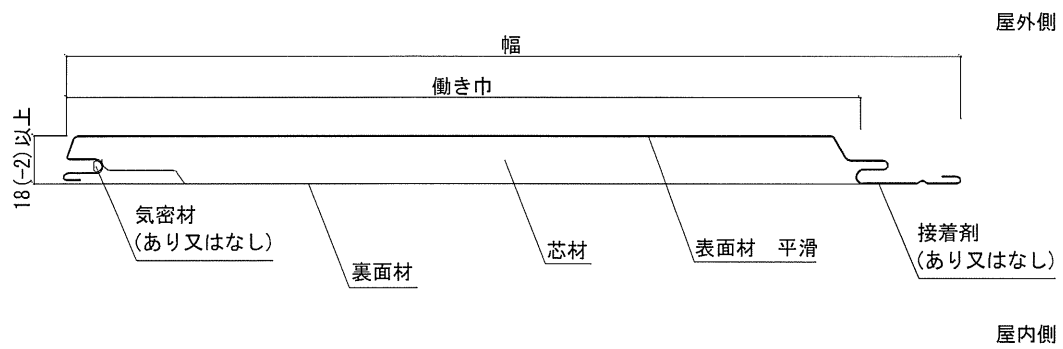 屋外側
幅
働き巾
18(-2)以上
気密材
(あり又はなし)
裏面材
芯材
表面材　平滑
接着剤
(あり又はなし)
屋内側